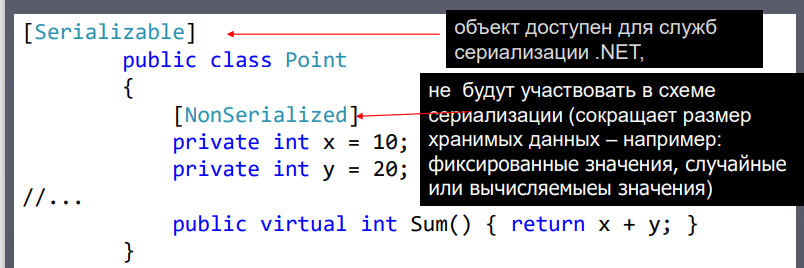 [Serializable]
объект доступен для служб
сериализации .NET,
public class Point
{
[NonSerialized]
private int x = 10;
private int y = 20;
не будут участвовать в схеме
сериализации (сокращает размер
хранимых данных – например:
фиксированные значения, случайные
или вычисляемыеы значения)
//...
public virtual int Sum() { return x + y; }
}